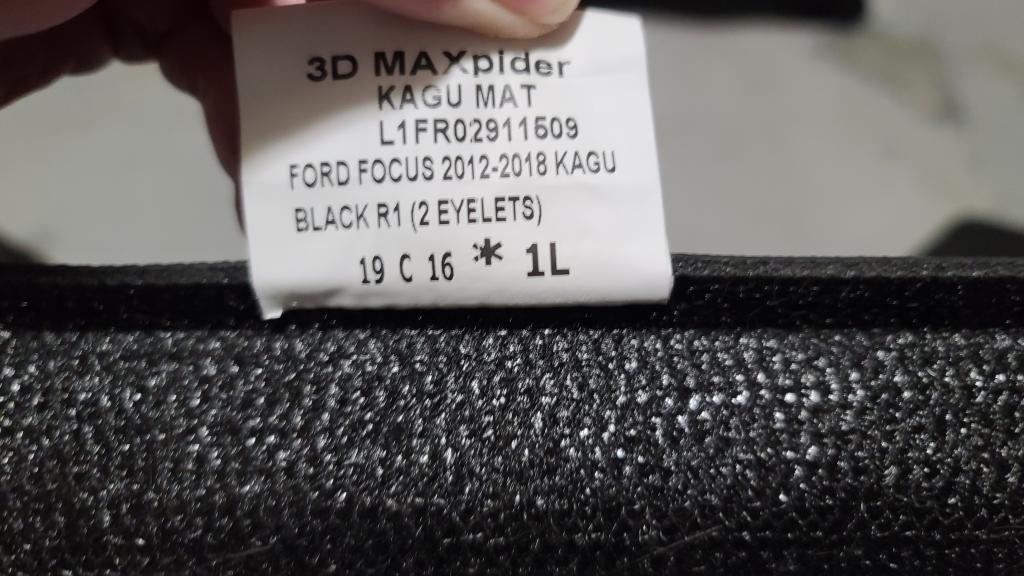 3D MAXpider
KAGU MAT
L1FR02911509
FORD FOCUS 2012-2018 KAGU
BLACK R1 (2 EYELETS)
19 C 16 * 1L